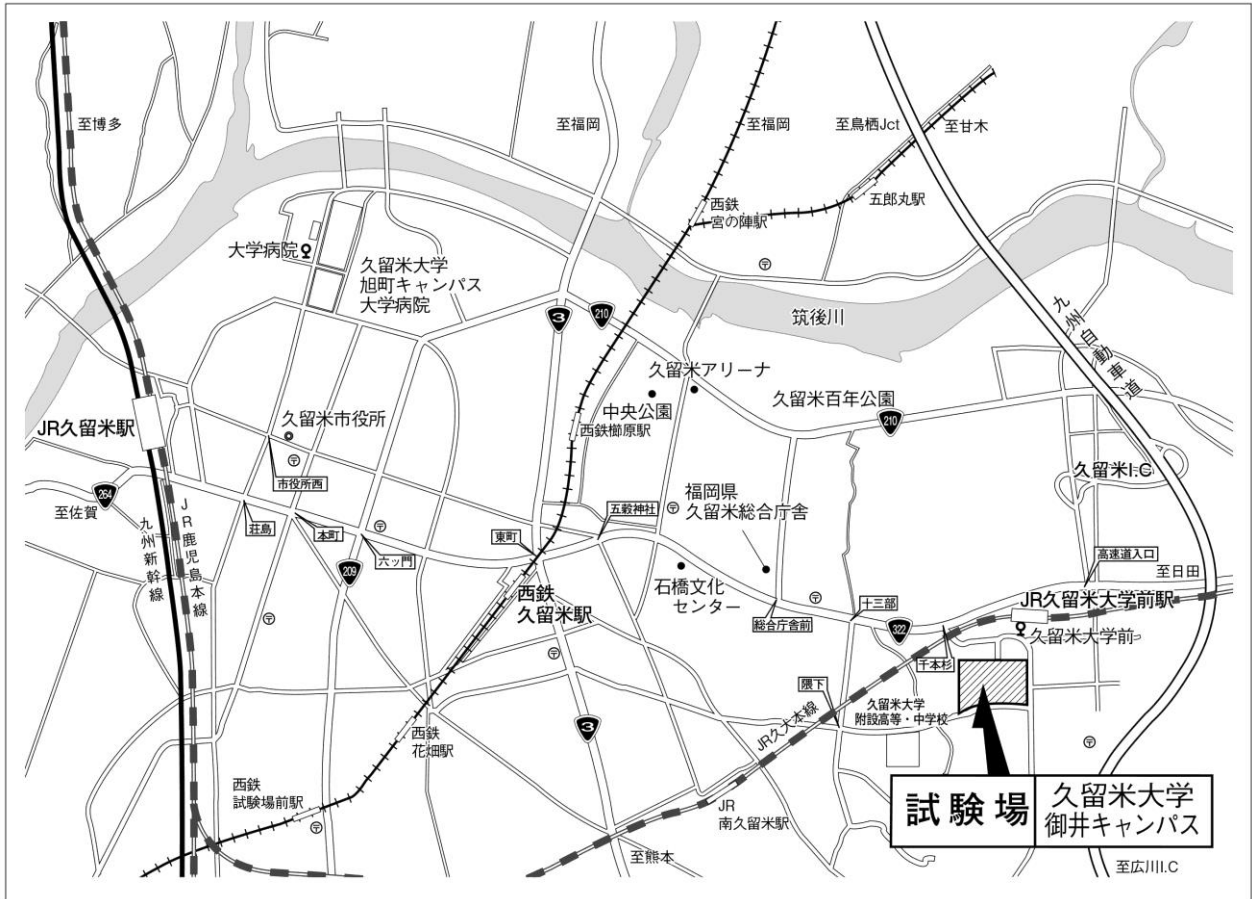 至博多
至福岡
至福岡
至鳥栖Jct
至甘木
西鉄
宮の陣駅
五郎丸駅
大学病院
久留米大学
旭町キャンパス
大学病院
3
210
筑後川
九州自動車道
久留米アリーナ
中央公園
西鉄櫛原駅
久留米百年公園
210
JR久留米駅
久留米市役所
市役所西
264
至佐賀
九州新幹線
JR鹿児島本線
荘島
本町
六ッ門
209
東町
五穀神社
福岡県
久留米総合庁舎
久留米I.C
西鉄
久留米駅
石橋文化
センター
総合庁舎前
十三部
322
高速道入口
至日田
JR久留米大学前駅
久留米大学前
千本杉
隈下
久留米大学
附設高等・中学校
JR久大本線
3
西鉄
花畑駅
西鉄
試験場前駅
JR
南久留米駅
至熊本
試験場
久留米大学
御井キャンパス
至広川I.C